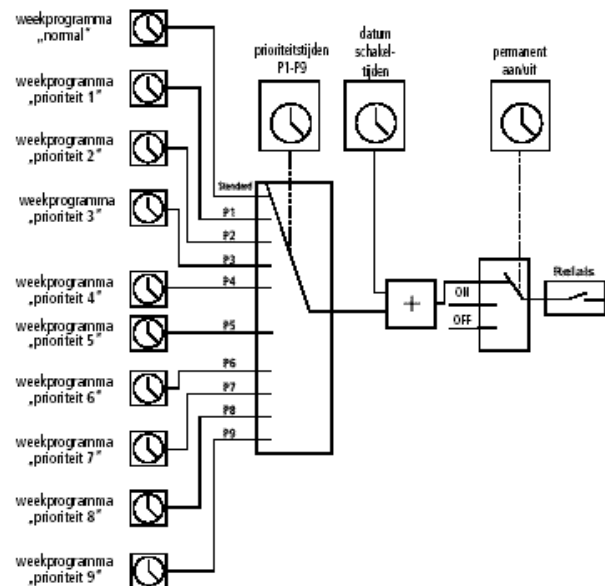 weekprogramma
„normal"
weekprogramma
„prioriteit 1"
weekprogramma
„prioriteit 2"
weekprogramma
„prioriteit 3"
weekprogramma
„prioriteit 4"
weekprogramma
„prioriteit 5"
weekprogramma
„prioriteit 6"
weekprogramma
„prioriteit 7"
weekprogramma
„prioriteit 8"
weekprogramma
„prioriteit 9"
prioriteitstijden
P1-P9
datum
schakel-
tijden
permanent
aan/uit
Standard
P1
P2
P3
P4
P5
P6
P7
P8
P9
+
ON
OFF
Relais